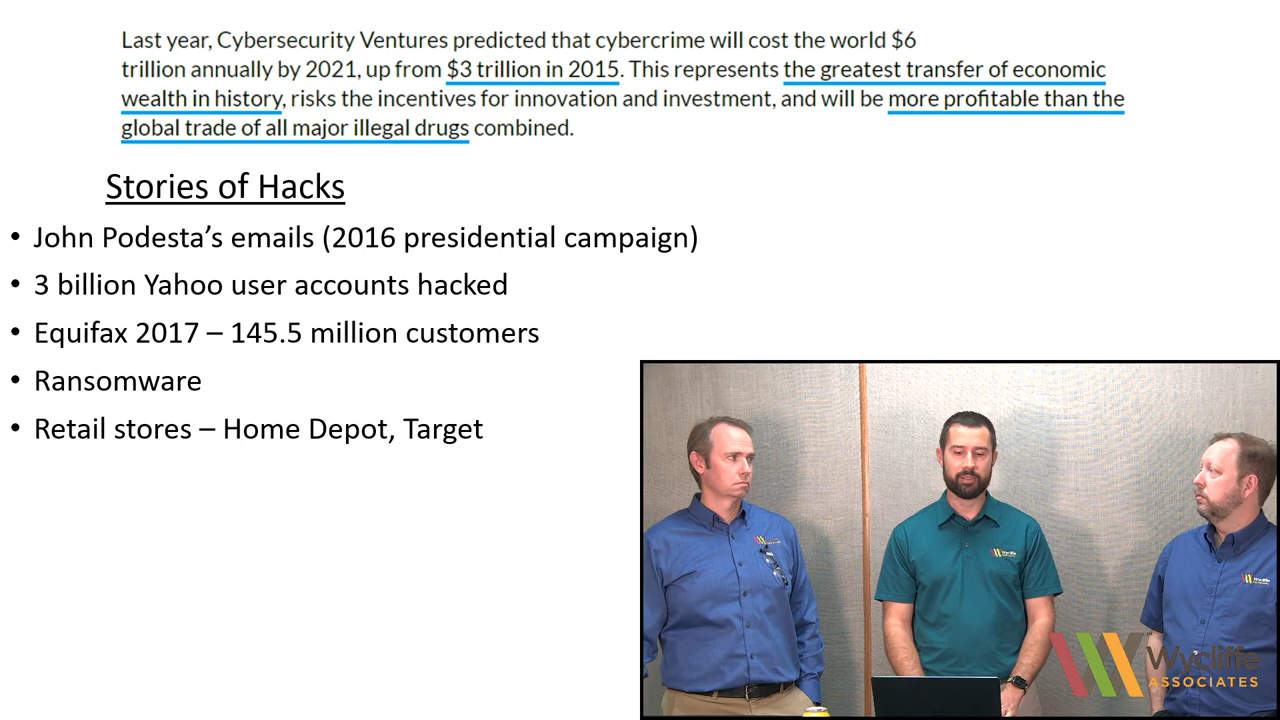 Last year, Cybersecurity Ventures predicted that cybercrime will cost the world $6
trillion annually by 2021, up from $3 trillion in 2015. This represents the greatest transfer of economic
wealth in history, risks the incentives for innovation and investment, and will be more profitable than the
global trade of all major illegal drugs combined.
Stories of Hacks
• John Podesta’s emails (2016 presidential campaign)
• 3 billion Yahoo user accounts hacked
• Equifax 2017 – 145.5 million customers
• Ransomware
• Retail stores – Home Depot, Target
Wycliffe
Wycliffe
Wycliffe
ASSOCIATES